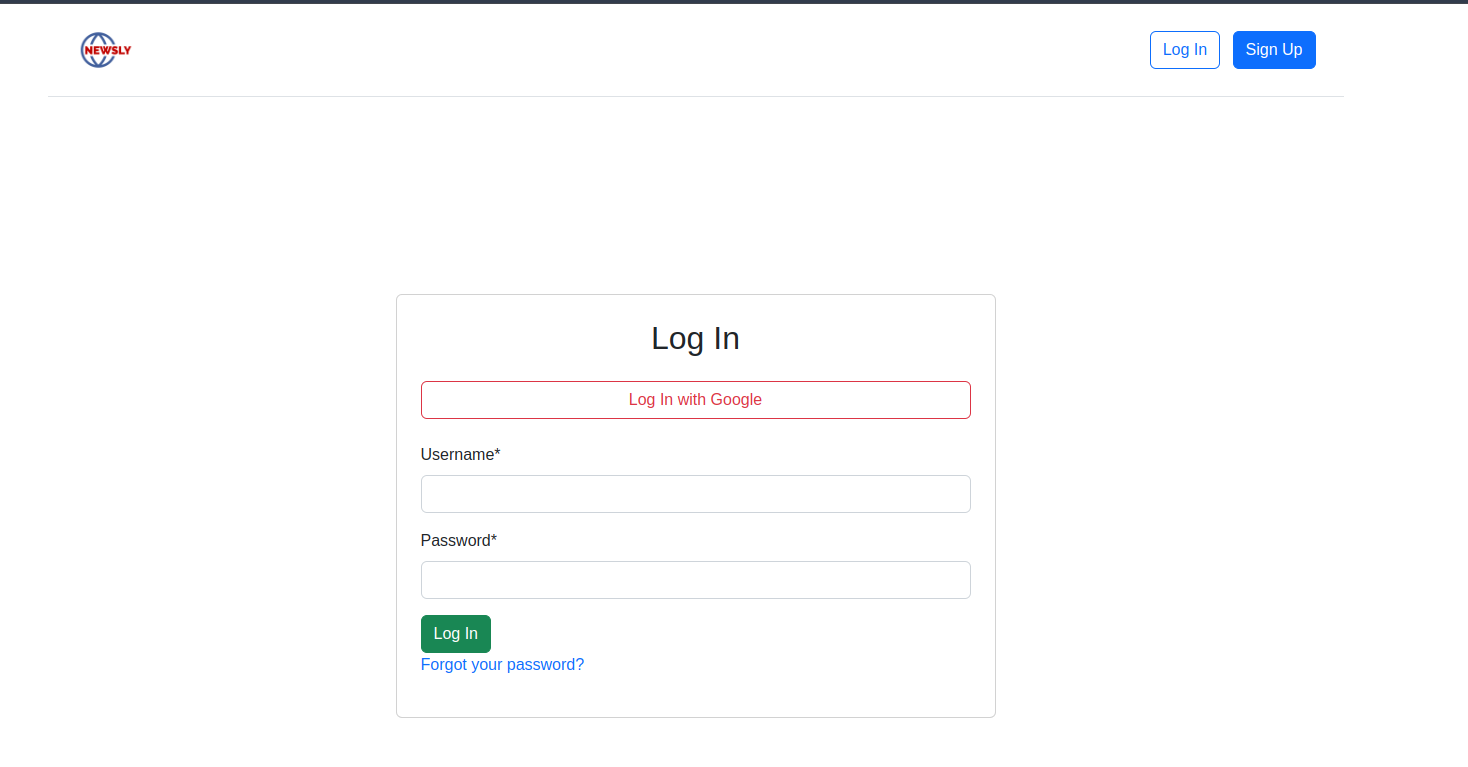 NEWSLY
Log In
Sign Up
Log In
Log In with Google
Username*
Password*
Log In
Forgot your password?